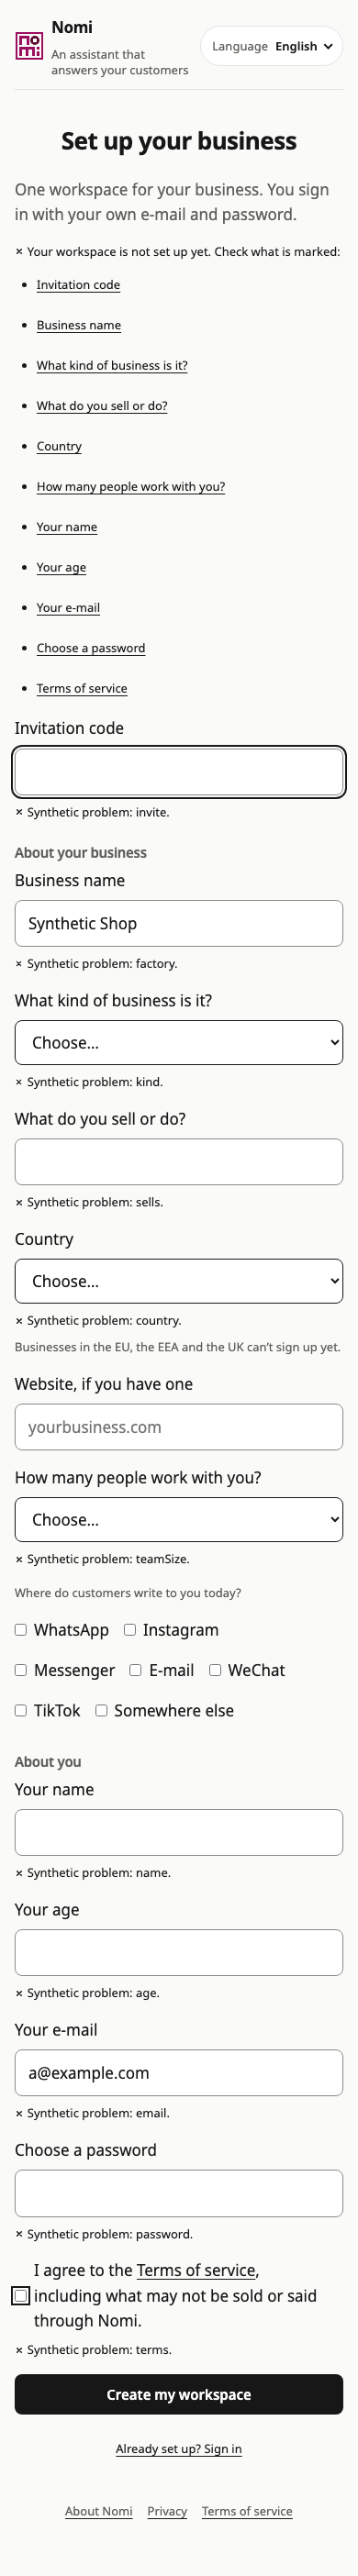 Nomi
An assistant that
answers your customers
Language English
Set up your business
One workspace for your business. You sign
in with your own e-mail and password.
× Your workspace is not set up yet. Check what is marked:
• Invitation code
• Business name
• What kind of business is it?
• What do you sell or do?
• Country
• How many people work with you?
• Your name
• Your age
• Your e-mail
• Choose a password
• Terms of service
Invitation code
× Synthetic problem: invite.
About your business
Business name
Synthetic Shop
× Synthetic problem: factory.
What kind of business is it?
Choose...
× Synthetic problem: kind.
What do you sell or do?
× Synthetic problem: sells.
Country
Choose...
× Synthetic problem: country.
Businesses in the EU, the EEA and the UK can’t sign up yet.
Website, if you have one
yourbusiness.com
How many people work with you?
Choose...
× Synthetic problem: teamSize.
Where do customers write to you today?
WhatsApp Instagram
Messenger E-mail WeChat
TikTok Somewhere else
About you
Your name
× Synthetic problem: name.
Your age
× Synthetic problem: age.
Your e-mail
a@example.com
× Synthetic problem: email.
Choose a password
× Synthetic problem: password.
I agree to the Terms of service,
including what may not be sold or said
through Nomi.
× Synthetic problem: terms.
Create my workspace
Already set up? Sign in
About Nomi Privacy Terms of service